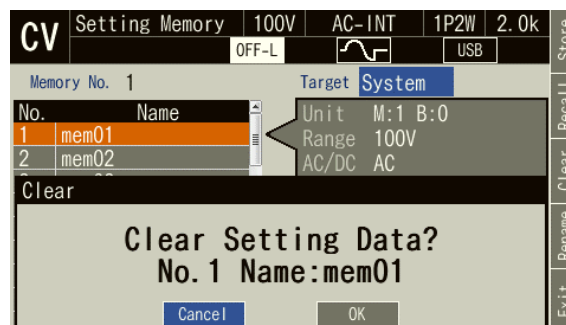 CV
Setting Memory 100V AC-INT 1P2W 2.0k
OFF-L USB
Memory No. 1
Target System
No. Name
1 mem01
2 mem02
Unit M:1 B:0
Range 100V
AC/DC AC
Clear
Clear Setting Data?
No.1 Name:mem01
Cancel OK
Store
Recall
Clear
Rename
Exit